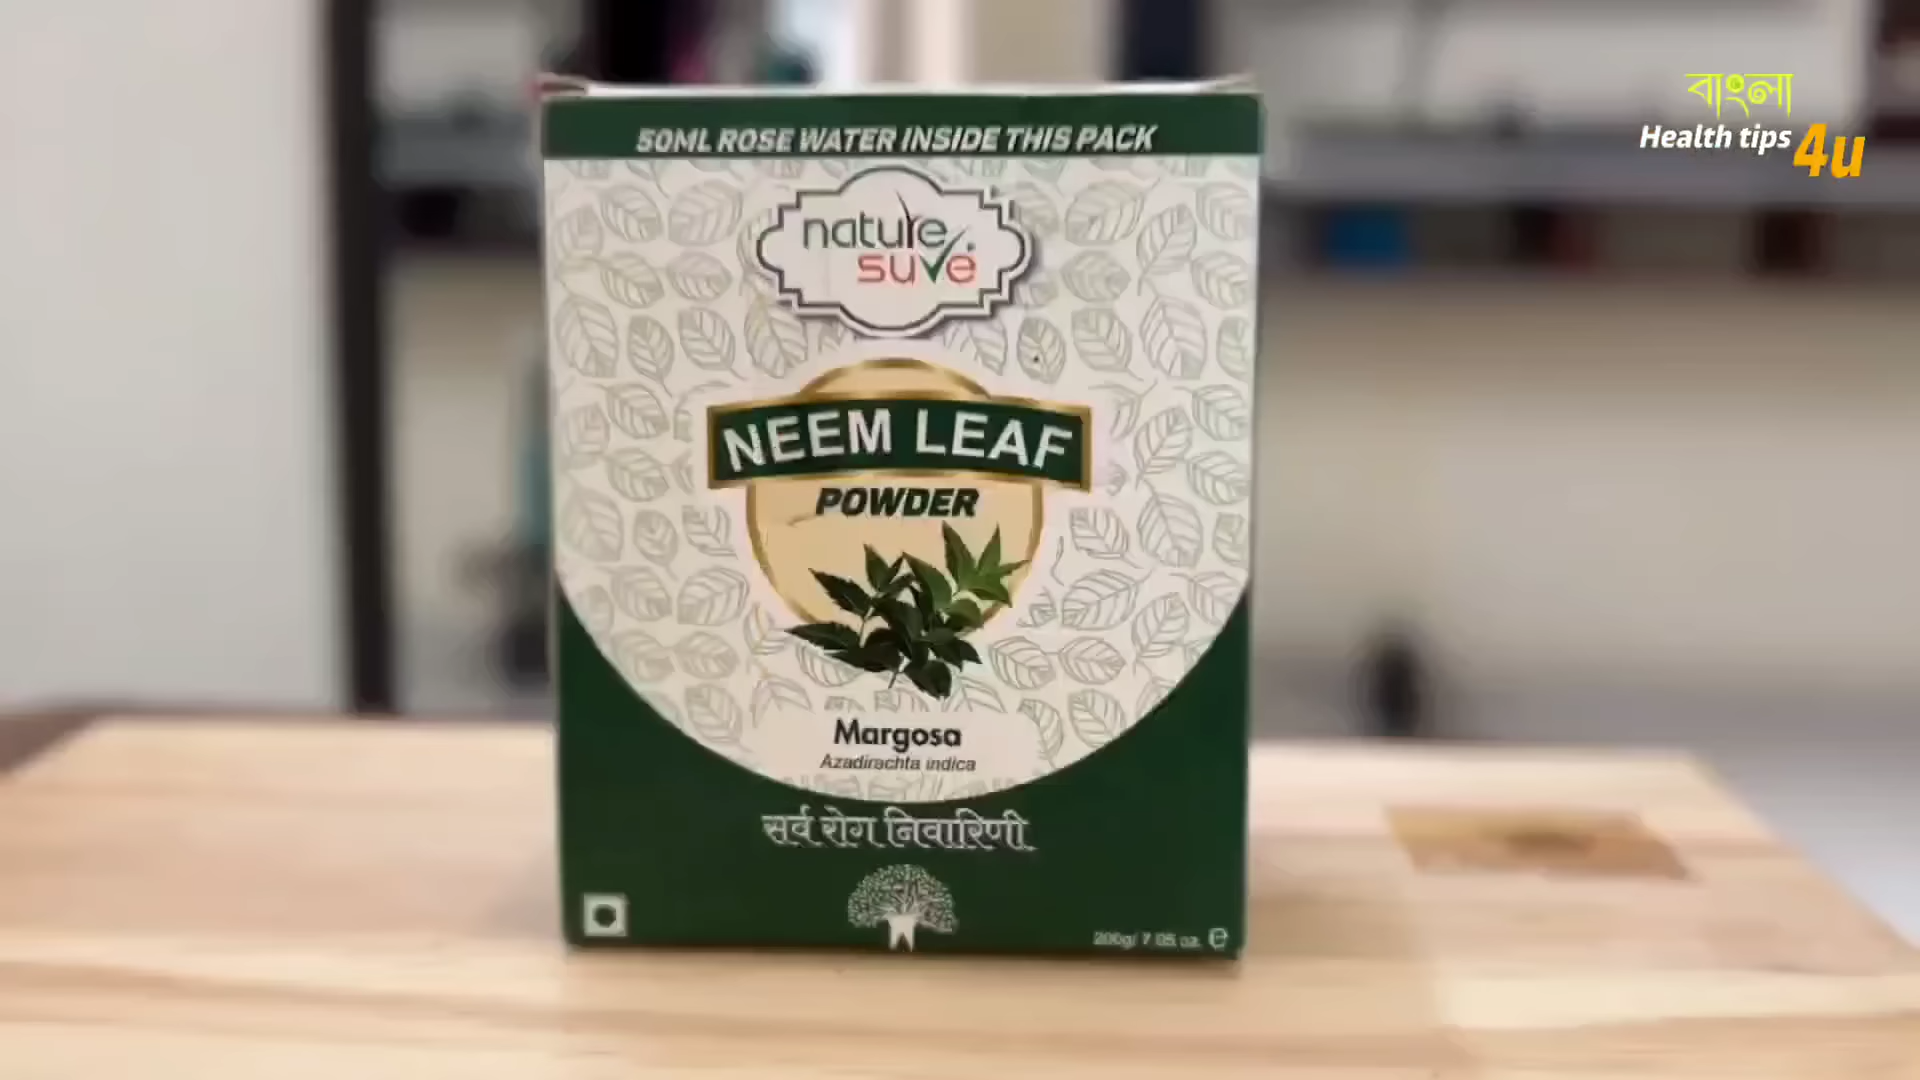 50ML ROSE WATER INSIDE THIS PACK
nature
sure
NEEM LEAF
POWDER
Margosa
Azadirachta indica
सर्व रोग निवारिणी
200g/ 7.05 oz. e
বাংলা
Health tips 4u